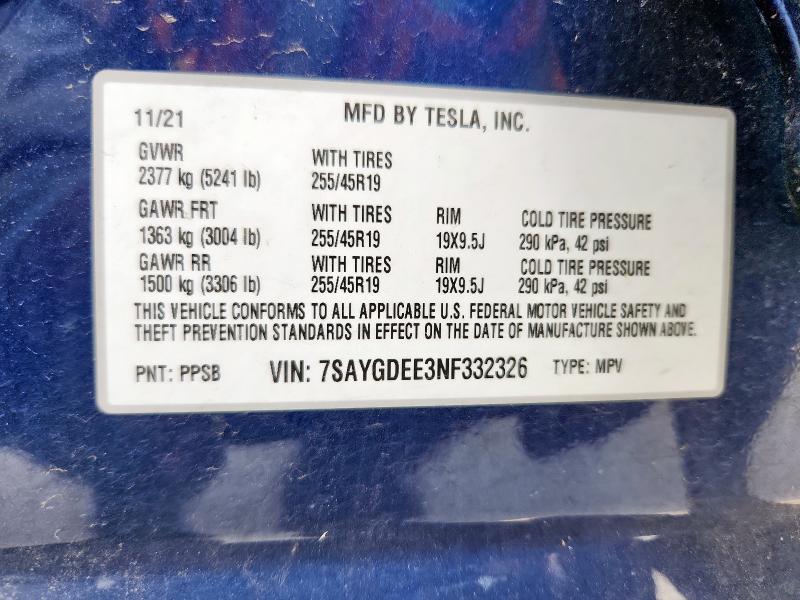 11/21 MFD BY TESLA, INC.
GVWR WITH TIRES
2377 kg (5241 lb) 255/45R19
GAWR FRT WITH TIRES RIM COLD TIRE PRESSURE
1363 kg (3004 lb) 255/45R19 19X9.5J 290 kPa, 42 psi
GAWR RR WITH TIRES RIM COLD TIRE PRESSURE
1500 kg (3306 lb) 255/45R19 19X9.5J 290 kPa, 42 psi
THIS VEHICLE CONFORMS TO ALL APPLICABLE U.S. FEDERAL MOTOR VEHICLE SAFETY AND
THEFT PREVENTION STANDARDS IN EFFECT ON THE DATE OF MANUFACTURE SHOWN ABOVE.
PNT: PPSB VIN: 7SAYGDEE3NF332326 TYPE: MPV